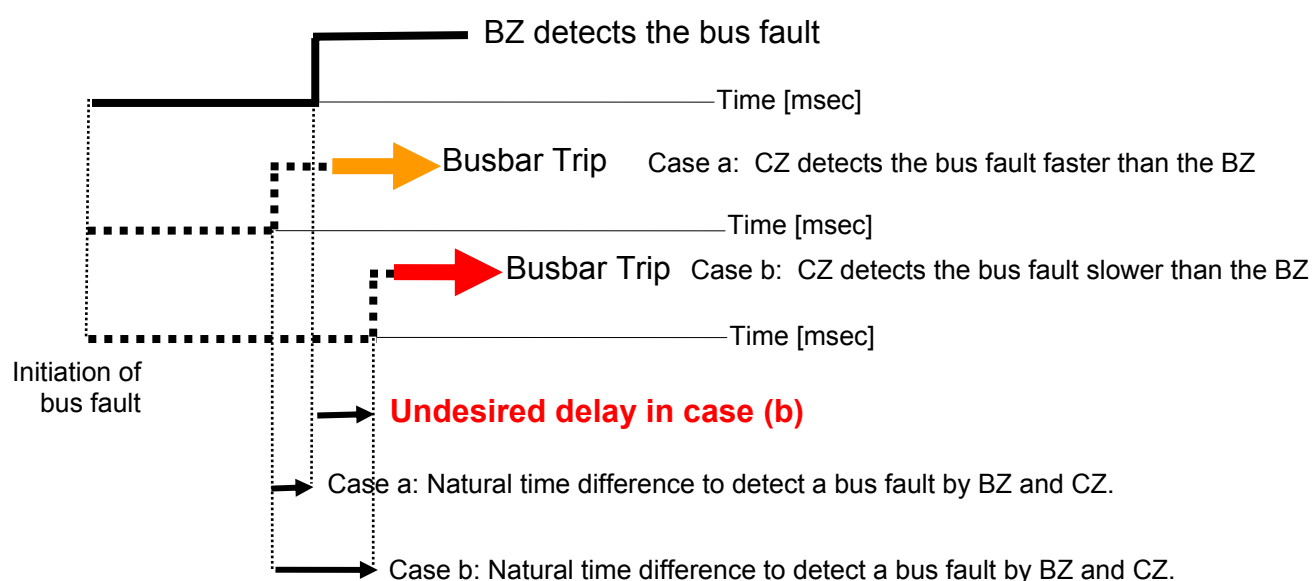 BZ detects the bus fault
Time [msec]
Busbar Trip Case a: CZ detects the bus fault faster than the BZ
Time [msec]
Busbar Trip Case b: CZ detects the bus fault slower than the BZ
Time [msec]
Initiation of
bus fault
Undesired delay in case (b)
Case a: Natural time difference to detect a bus fault by BZ and CZ.
Case b: Natural time difference to detect a bus fault by BZ and CZ.